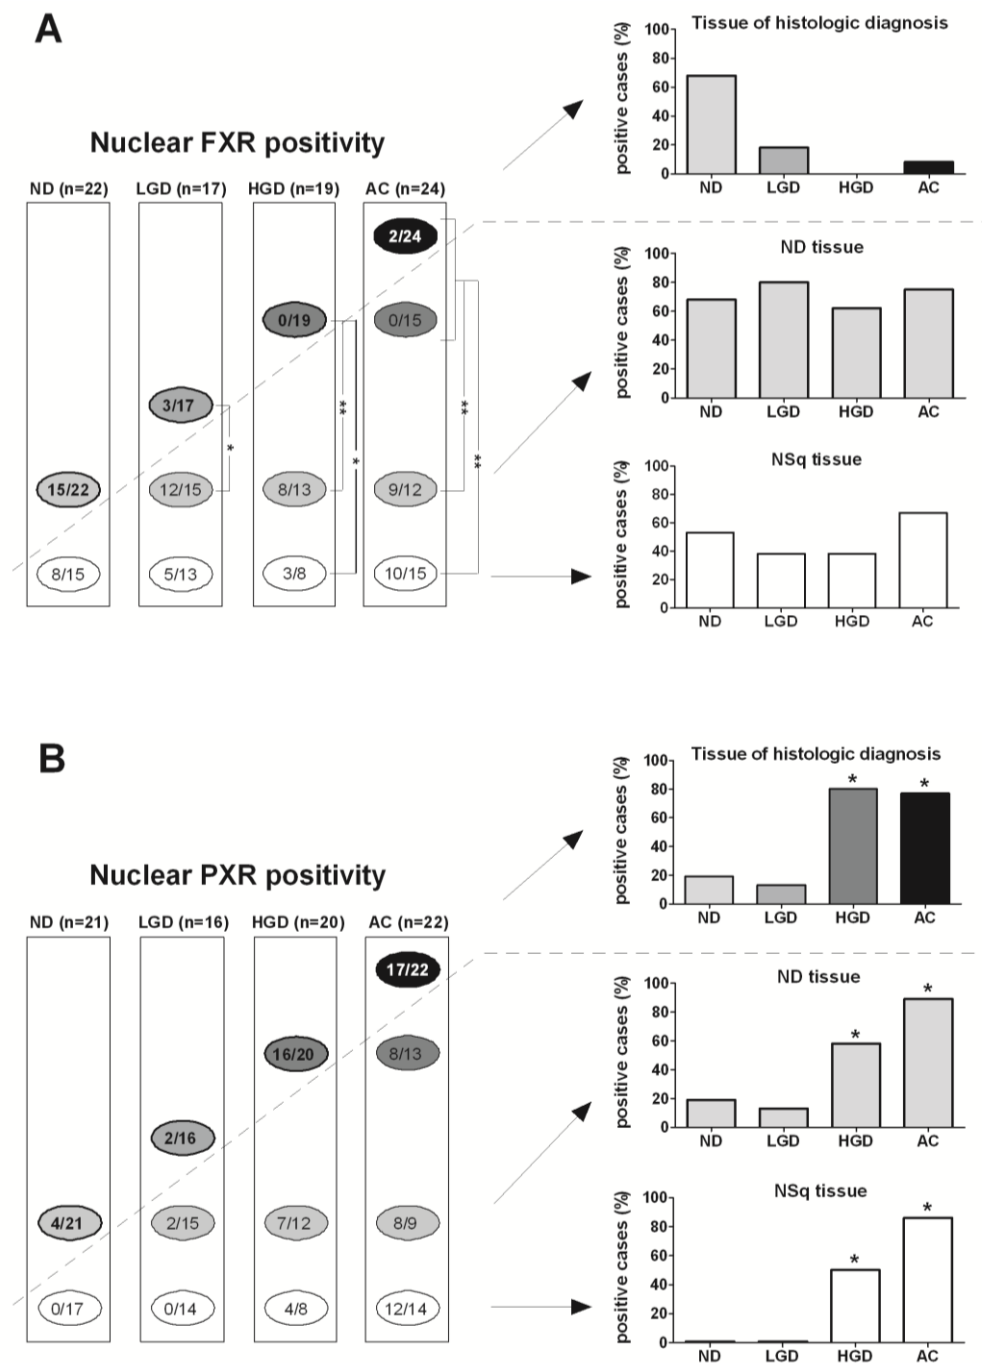 A
Nuclear FXR positivity
ND (n=22) LGD (n=17) HGD (n=19) AC (n=24)
2/24
0/19 0/15
3/17
15/22 12/15 8/13 9/12
8/15 5/13 3/8 10/15
*
**
*
**
**
Tissue of histologic diagnosis
positive cases (%)
100
80
60
40
20
0
ND LGD HGD AC
ND tissue
positive cases (%)
100
80
60
40
20
0
ND LGD HGD AC
NSq tissue
positive cases (%)
100
80
60
40
20
0
ND LGD HGD AC
B
Nuclear PXR positivity
ND (n=21) LGD (n=16) HGD (n=20) AC (n=22)
17/22
16/20 8/13
2/16
4/21 2/15 7/12 8/9
0/17 0/14 4/8 12/14
Tissue of histologic diagnosis
positive cases (%)
100
80
60
40
20
0
* *
ND LGD HGD AC
ND tissue
positive cases (%)
100
80
60
40
20
0
* *
ND LGD HGD AC
NSq tissue
positive cases (%)
100
80
60
40
20
0
* *
ND LGD HGD AC